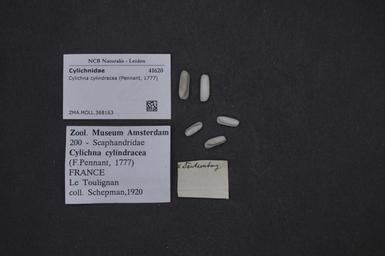 NCB Naturalis - Leiden
Cylichnidae 41620
Cylichna cylindracea (Pennant, 1777)
ZMA.MOLL.368163
Zool. Museum Amsterdam
200 - Scaphandridae
Cylichna cylindracea
(F.Pennant, 1777)
FRANCE
Le Toulignan
coll. Schepman,1920